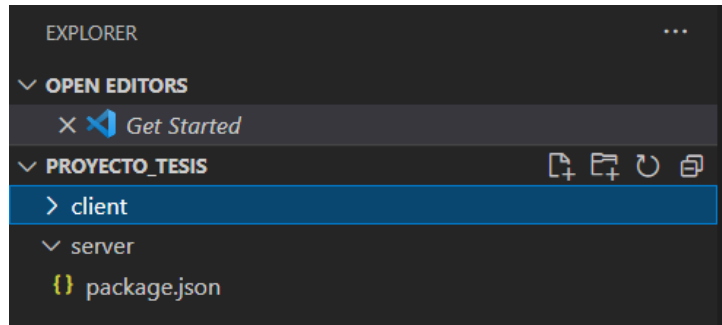 EXPLORER
OPEN EDITORS
Get Started
PROYECTO_TESIS
client
server
{} package.json